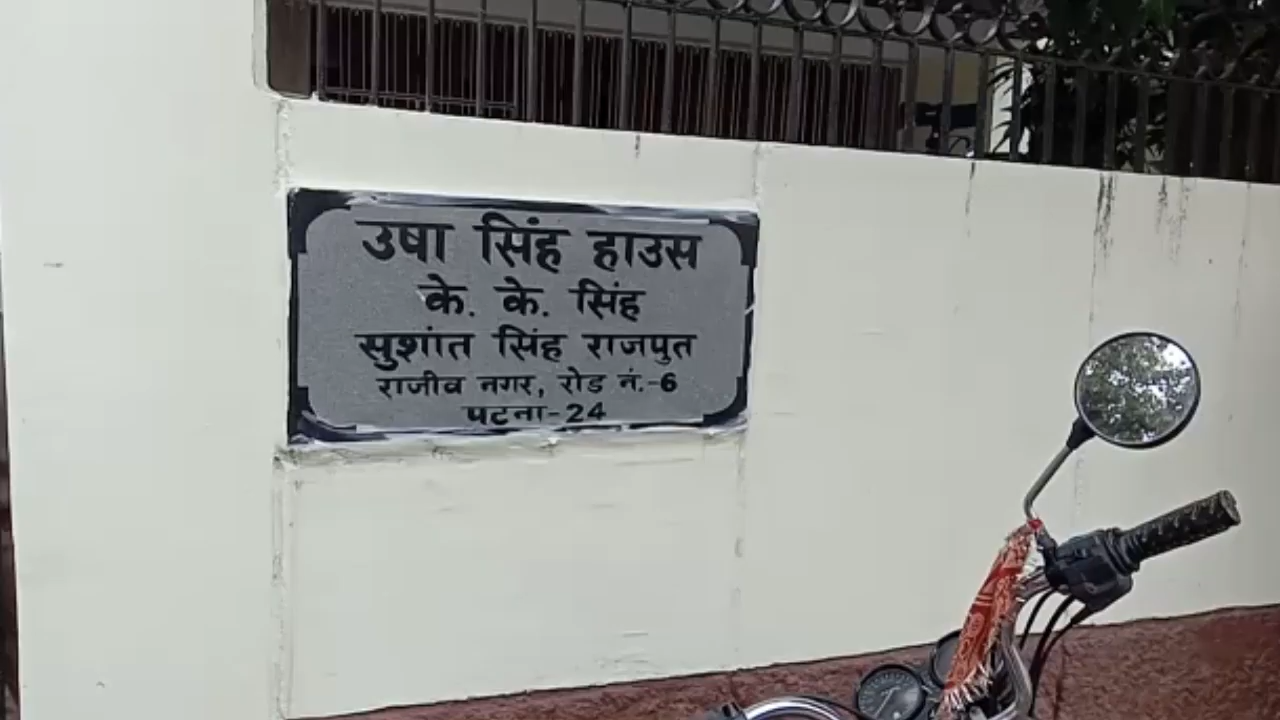 उषा सिंह हाउस
के. के. सिंह
सुशांत सिंह राजपुत
राजीव नगर, रोड नं.-6
पटना-24